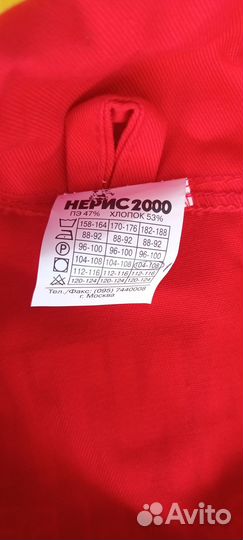 НЕРИС 2000
ПЭ 47% ХЛОПОК 53%
158-164 170-176 182-188
88-92 88-92 88-92
96-100 96-100 96-100
104-108 104-108 104-108
112-116 112-116 112-116
120-124 120-124 120-124
Тел./Факс: (095) 7440008
г. Москва
Avito